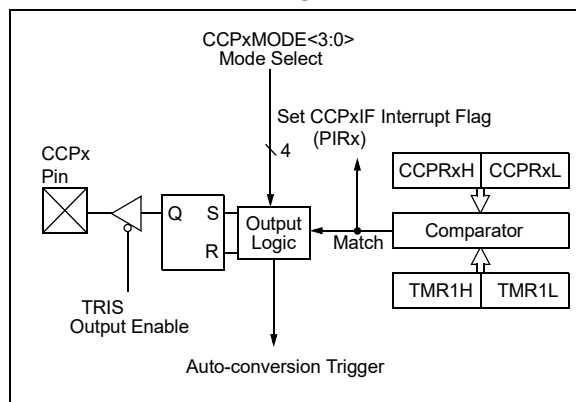 CCPxMODE<3:0>
Mode Select
Set CCPxIF Interrupt Flag
(PIRx)
4
CCPx
Pin
CCPRxH CCPRxL
Q S
R
Output
Logic
Match
Comparator
TRIS
Output Enable
TMR1H TMR1L
Auto-conversion Trigger